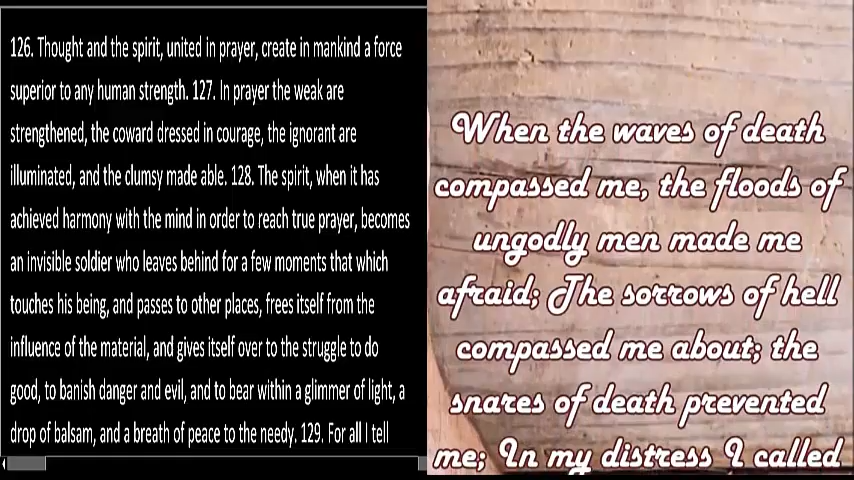 126. Thought and the spirit, united in prayer, create in mankind a force
superior to any human strength. 127. In prayer the weak are
strengthened, the coward dressed in courage, the ignorant are
illuminated, and the clumsy made able. 128. The spirit, when it has
achieved harmony with the mind in order to reach true prayer, becomes
an invisible soldier who leaves behind for a few moments that which
touches his being, and passes to other places, frees itself from the
influence of the material, and gives itself over to the struggle to do
good, to banish danger and evil, and to bear within a glimmer of light, a
drop of balsam, and a breath of peace to the needy. 129. For all I tell
When the waves of death
compassed me, the floods of
ungodly men made me
afraid; The sorrows of hell
compassed me about; the
snares of death prevented
me; In my distress I called